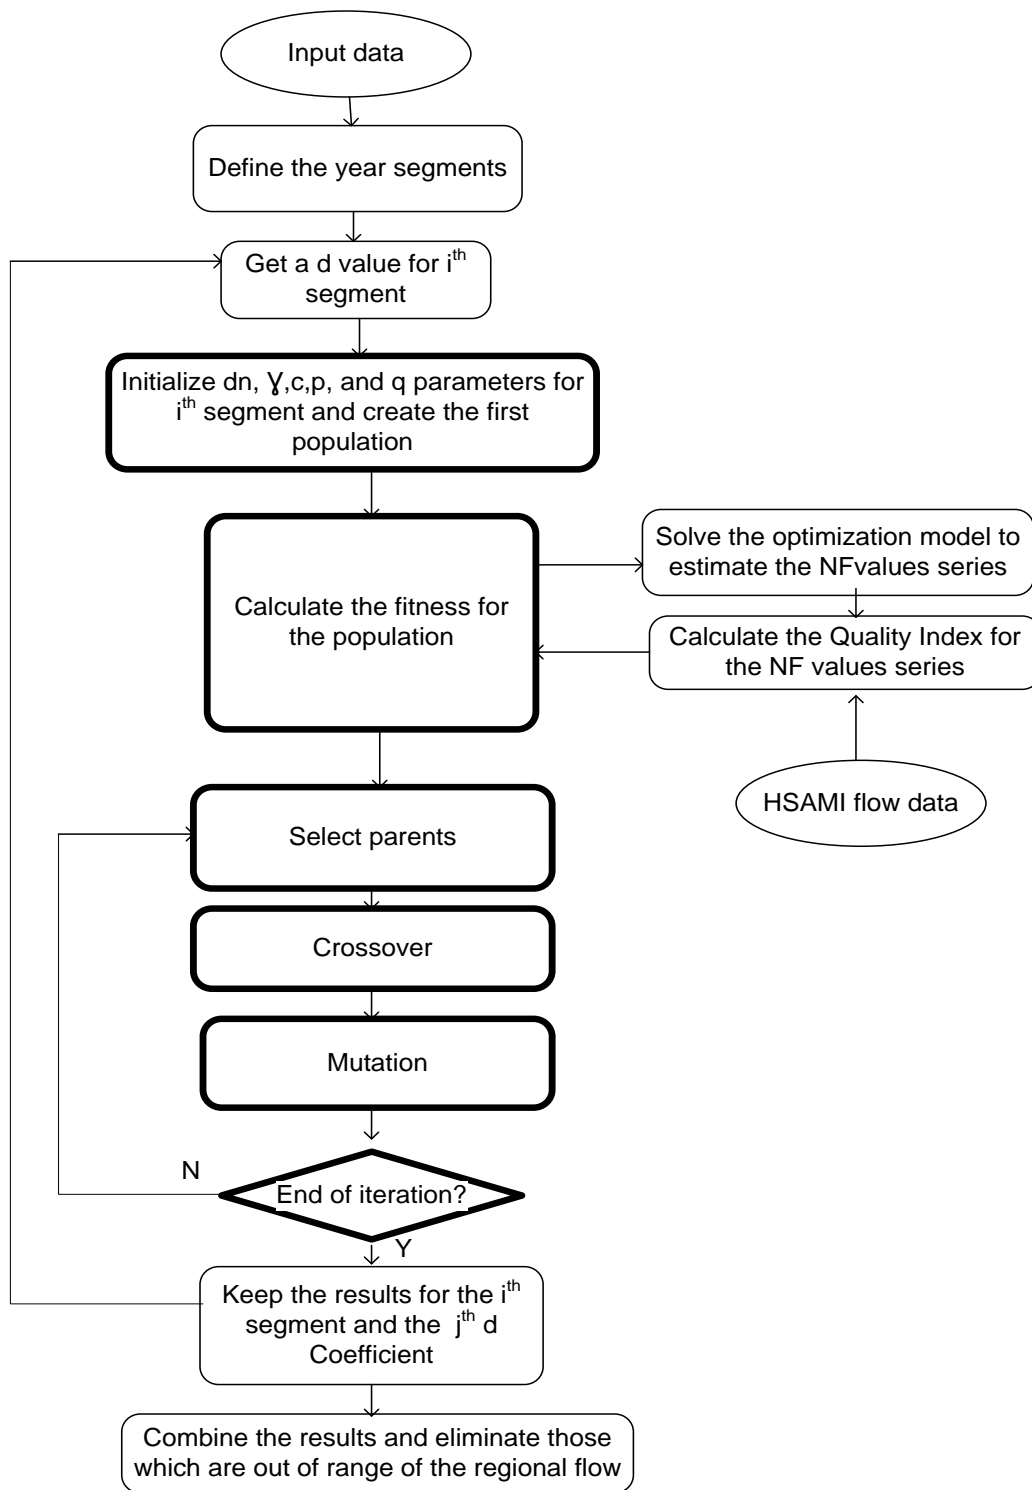 Input data
Define the year segments
Get a d value for i^th
segment
Initialize dn, Ɣ,c,p, and q parameters for
i^th segment and create the first
population
Calculate the fitness for
the population
Solve the optimization model to
estimate the NFvalues series
Calculate the Quality Index for
the NF values series
HSAMI flow data
Select parents
Crossover
Mutation
N
End of iteration?
Y
Keep the results for the i^th
segment and the j^th d
Coefficient
Combine the results and eliminate those
which are out of range of the regional flow